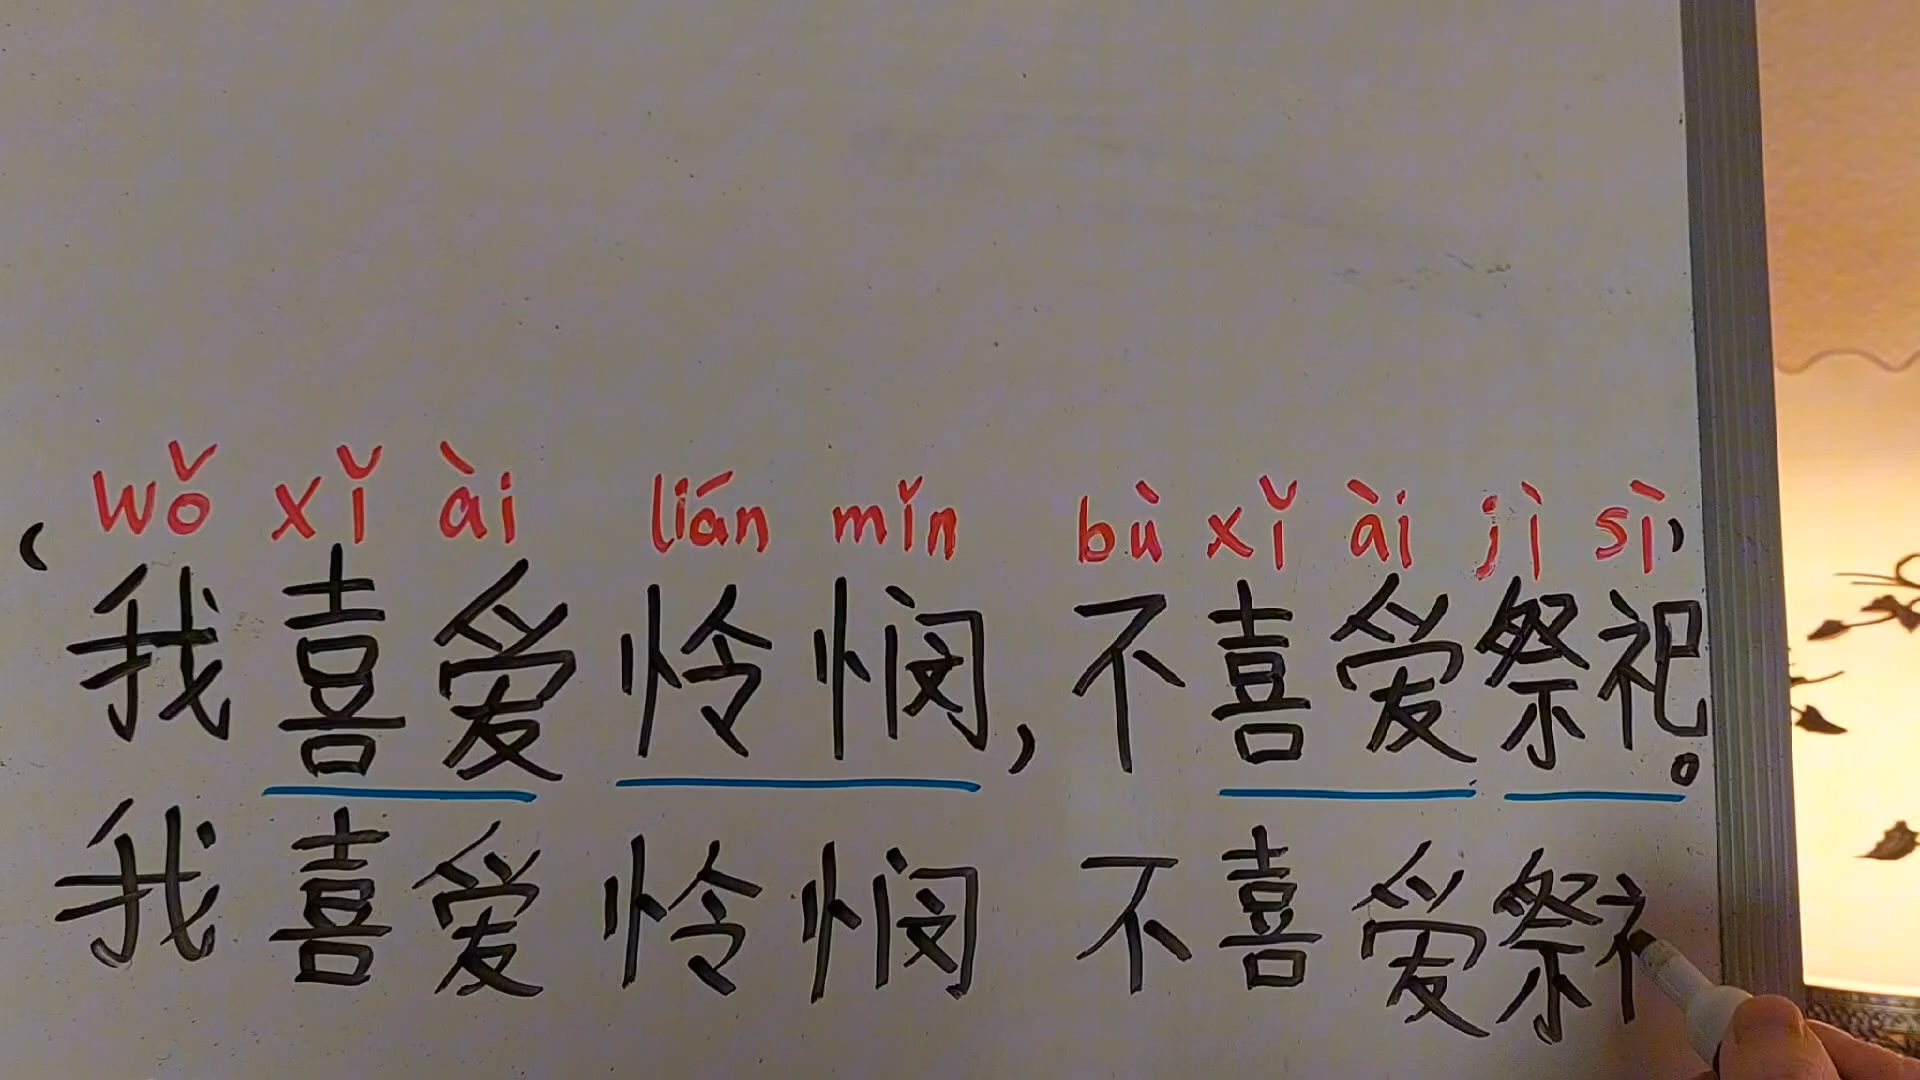 wǒ xǐ ài lián mǐn bù xǐ ài jì sì
‘我喜爱怜悯,不喜爱祭祀。’
我喜爱怜悯 不喜爱祭礻